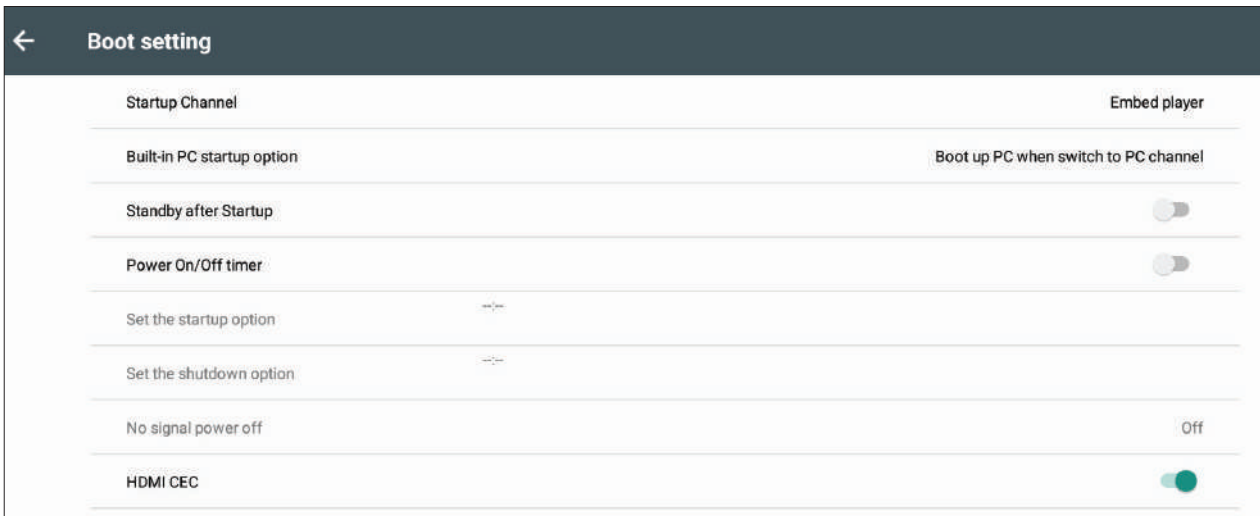 Boot setting
Startup Channel Embed player
Built-in PC startup option Boot up PC when switch to PC channel
Standby after Startup
Power On/Off timer
Set the startup option --:--
Set the shutdown option --:--
No signal power off Off
HDMI CEC